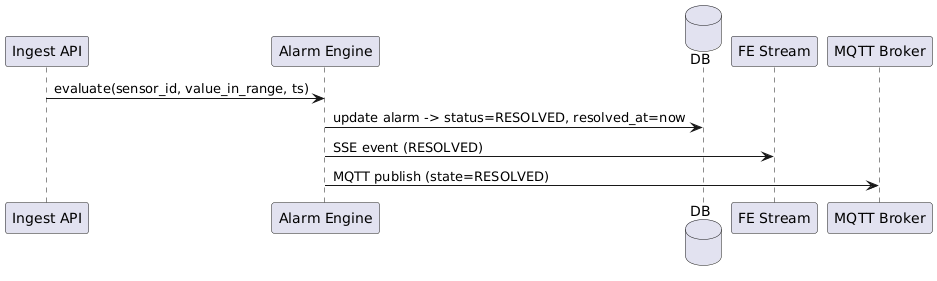 DB
Ingest API
Alarm Engine
FE Stream
MQTT Broker
evaluate(sensor_id, value_in_range, ts)
update alarm -> status=RESOLVED, resolved_at=now
SSE event (RESOLVED)
MQTT publish (state=RESOLVED)
Ingest API
Alarm Engine
DB
FE Stream
MQTT Broker